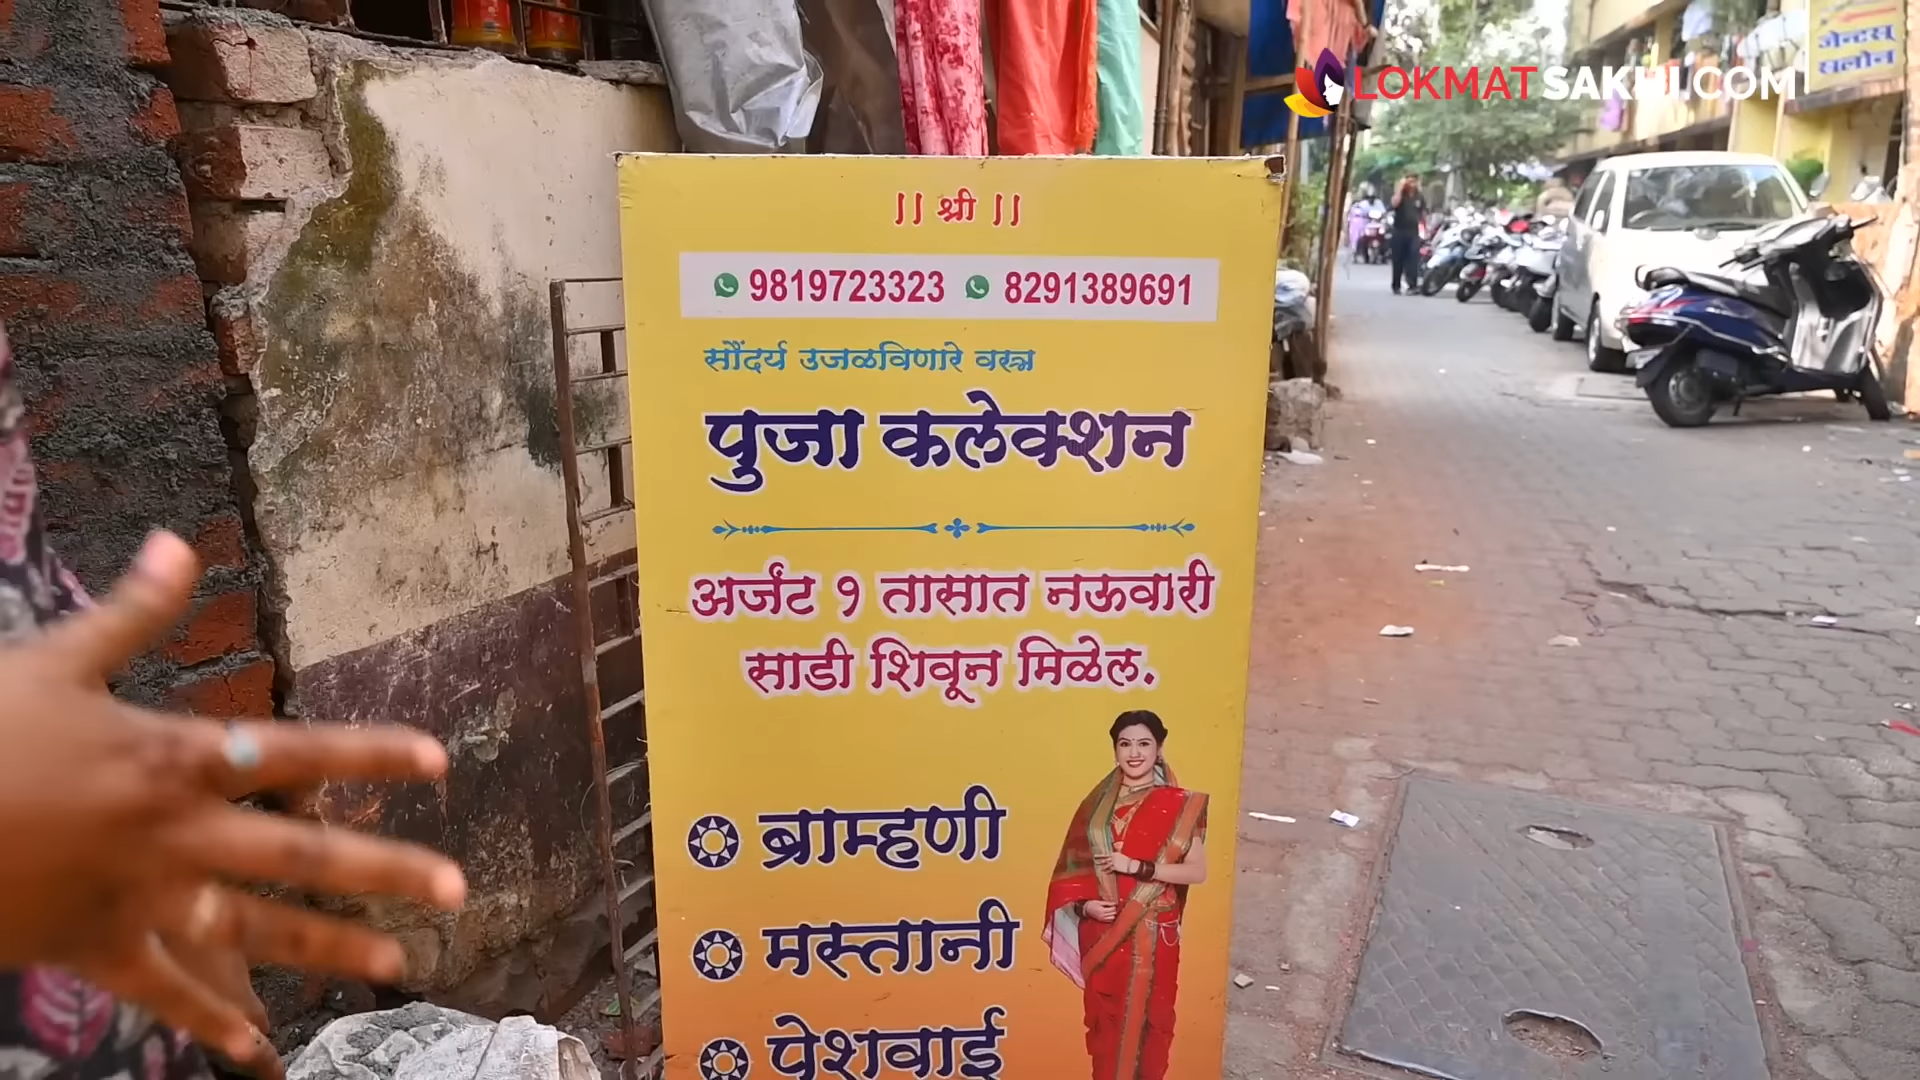 LOKMAT SAKHI.COM
जेन्टस्
सलोन
|| श्री ||
9819723323 8291389691
सौंदर्य उजळविणारे वस्त्र
पुजा कलेक्शन
अर्जंट १ तासात नऊवारी
साडी शिवून मिळेल.
ब्राम्हणी
मस्तानी
पेशवाई